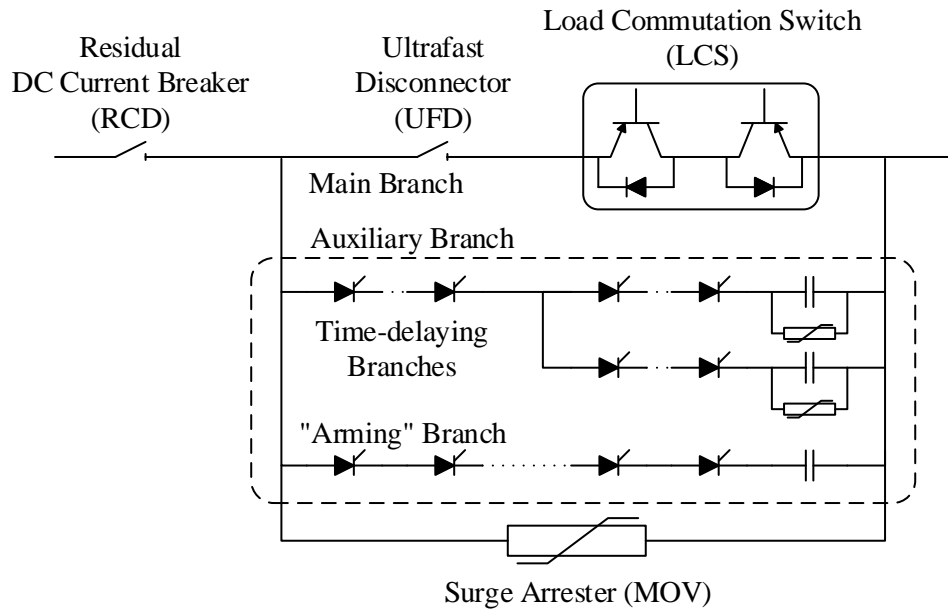 Residual
DC Current Breaker
(RCD)
Ultrafast
Disconnector
(UFD)
Load Commutation Switch
(LCS)
Main Branch
Auxiliary Branch
Time-delaying
Branches
"Arming" Branch
Surge Arrester (MOV)